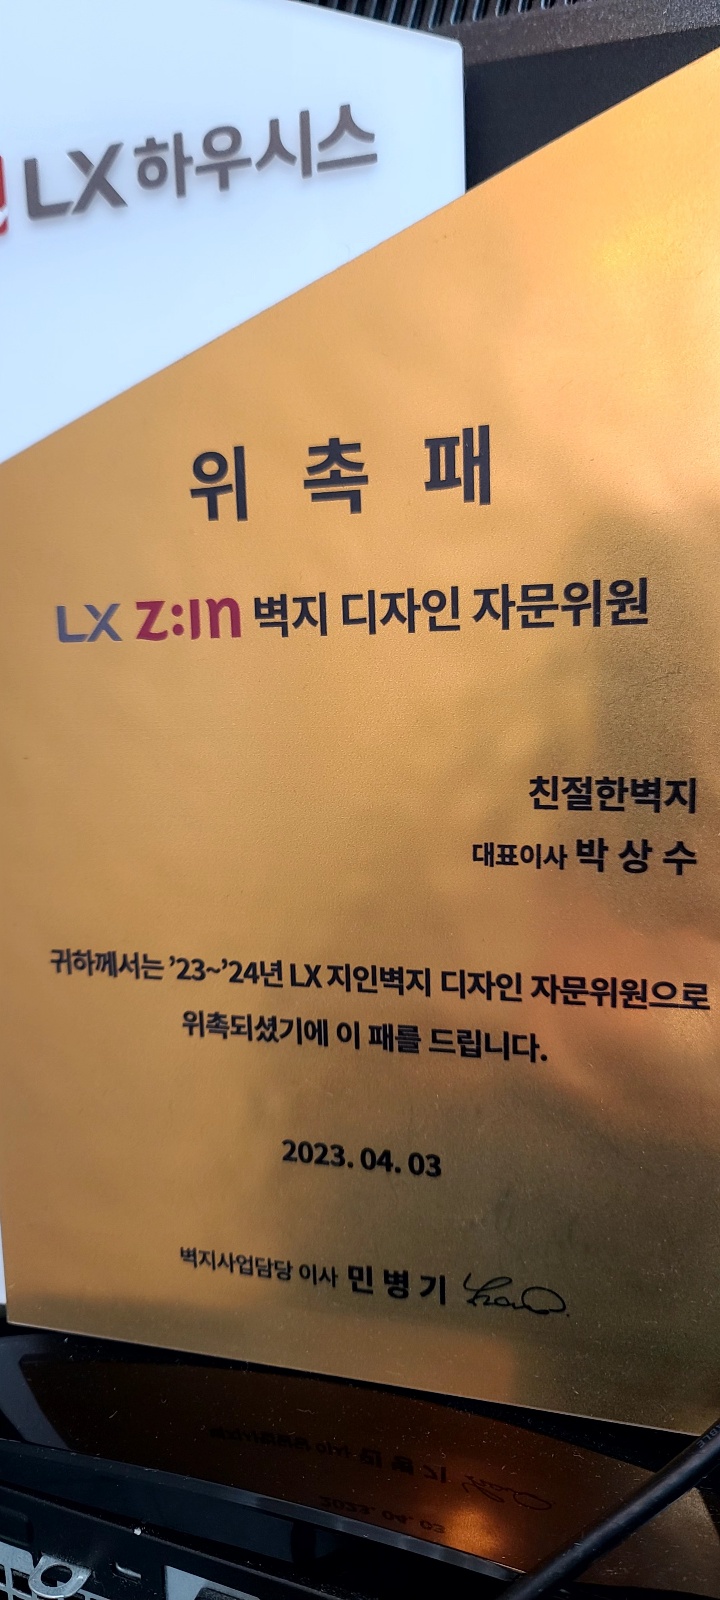 LX 하우시스
위 촉 패
LX Z:IN 벽지 디자인 자문위원
친절한벽지
대표이사 박 상 수
귀하께서는 ’23~’24년 LX 지인벽지 디자인 자문위원으로
위촉되셨기에 이 패를 드립니다.
2023. 04. 03
벽지사업담당 이사 민 병 기